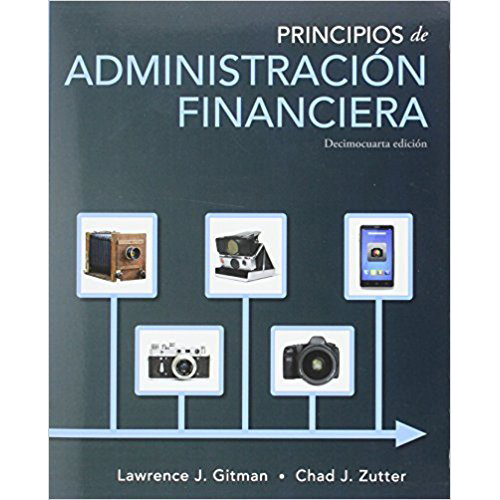 PRINCIPIOS de
ADMINISTRACIÓN
FINANCIERA
Decimocuarta edición
Lawrence J. Gitman • Chad J. Zutter